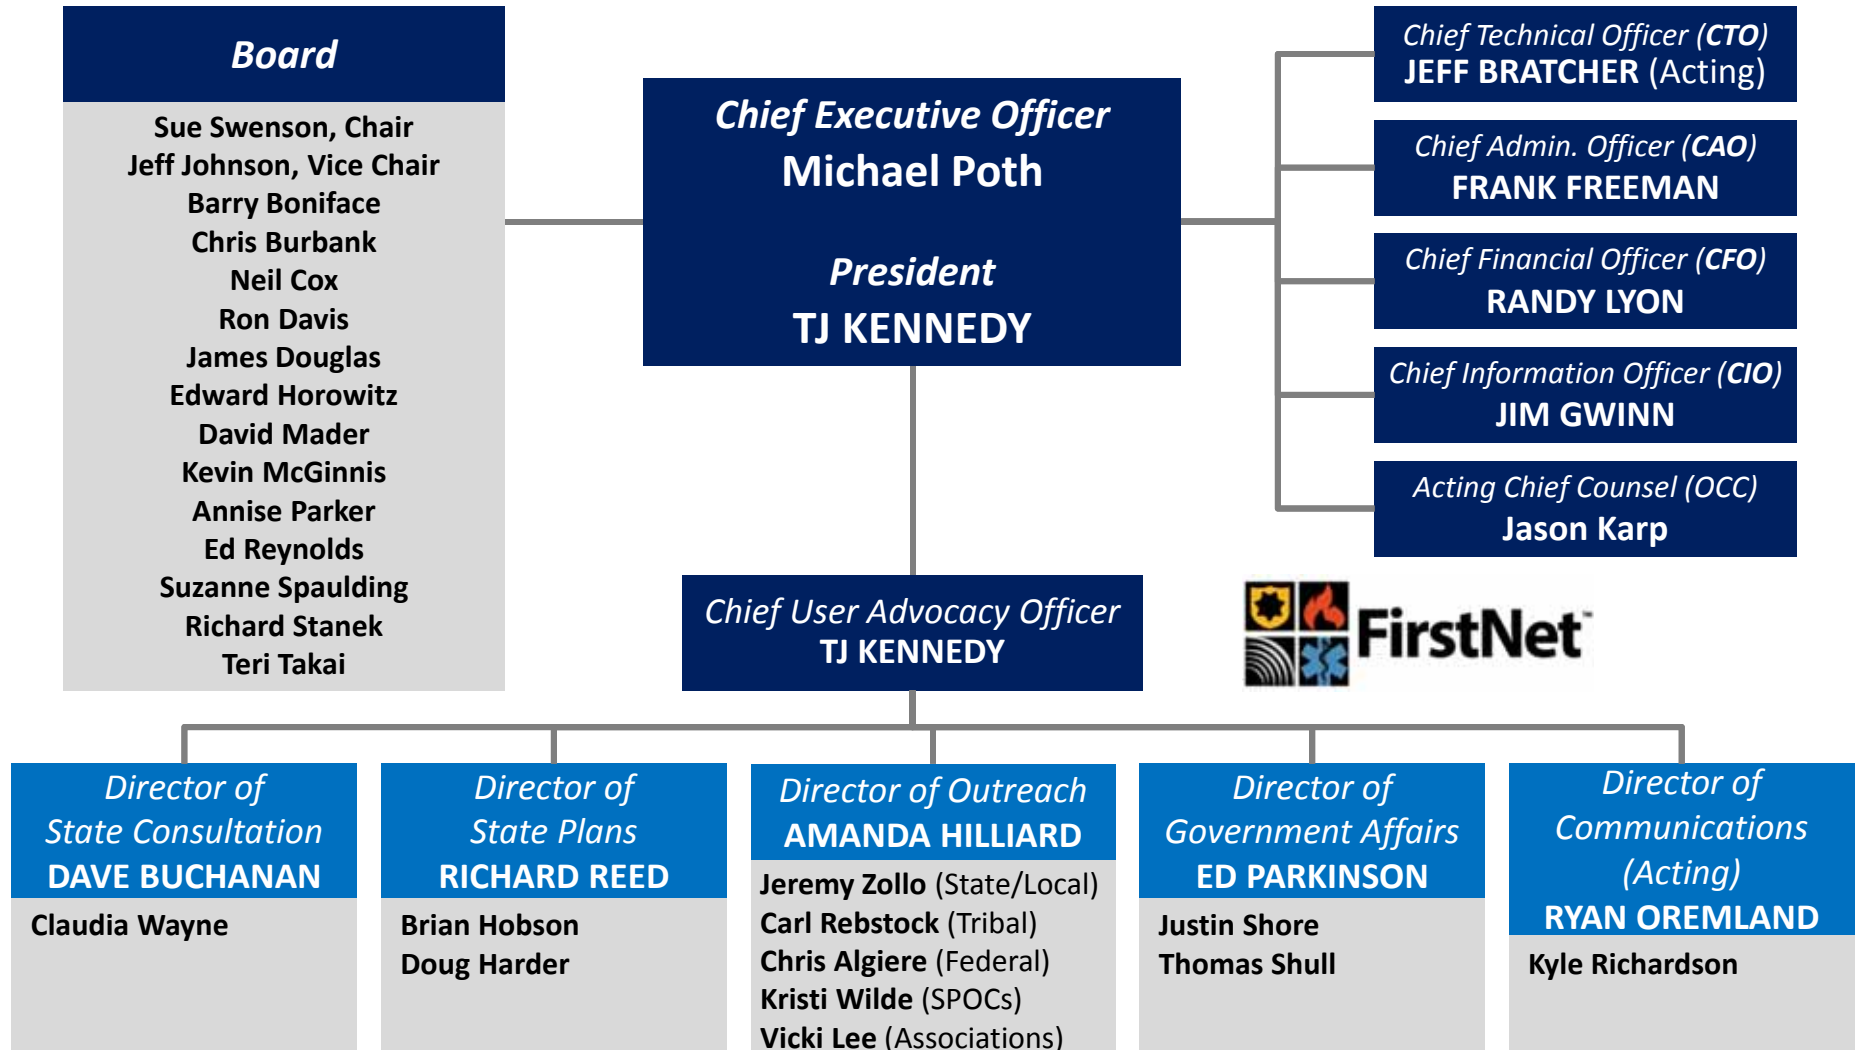 Board
Sue Swenson, Chair
Jeff Johnson, Vice Chair
Barry Boniface
Chris Burbank
Neil Cox
Ron Davis
James Douglas
Edward Horowitz
David Mader
Kevin McGinnis
Annise Parker
Ed Reynolds
Suzanne Spaulding
Richard Stanek
Teri Takai
Chief Executive Officer
Michael Poth
President
TJ KENNEDY
Chief Technical Officer (CTO)
JEFF BRATCHER (Acting)
Chief Admin. Officer (CAO)
FRANK FREEMAN
Chief Financial Officer (CFO)
RANDY LYON
Chief Information Officer (CIO)
JIM GWINN
Acting Chief Counsel (OCC)
Jason Karp
Chief User Advocacy Officer
TJ KENNEDY
FirstNet™
Director of
State Consultation
DAVE BUCHANAN
Claudia Wayne
Director of
State Plans
RICHARD REED
Brian Hobson
Doug Harder
Director of Outreach
AMANDA HILLIARD
Jeremy Zollo (State/Local)
Carl Rebstock (Tribal)
Chris Algiere (Federal)
Kristi Wilde (SPOCs)
Vicki Lee (Associations)
Director of
Government Affairs
ED PARKINSON
Justin Shore
Thomas Shull
Director of
Communications
(Acting)
RYAN OREMLAND
Kyle Richardson